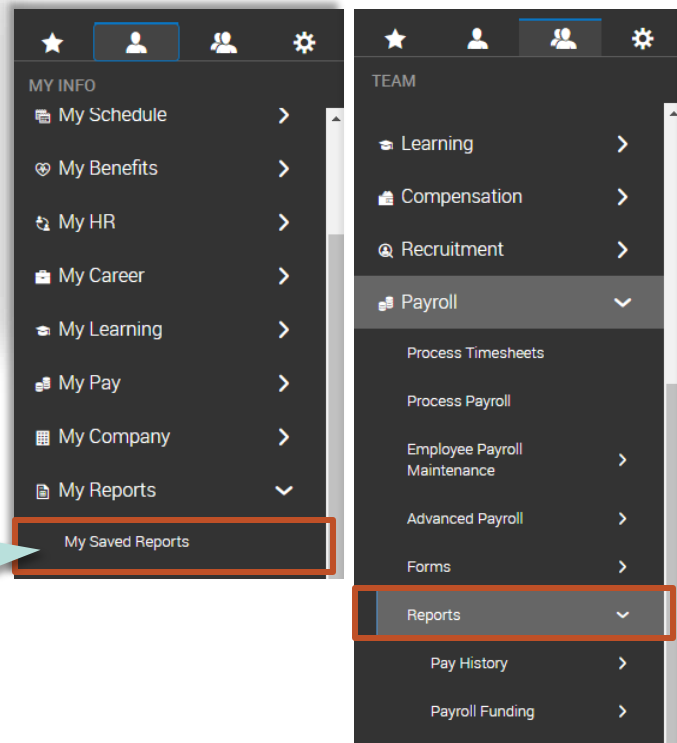 MY INFO
My Schedule
My Benefits
My HR
My Career
My Learning
My Pay
My Company
My Reports
My Saved Reports
TEAM
Learning
Compensation
Recruitment
Payroll
Process Timesheets
Process Payroll
Employee Payroll
Maintenance
Advanced Payroll
Forms
Reports
Pay History
Payroll Funding